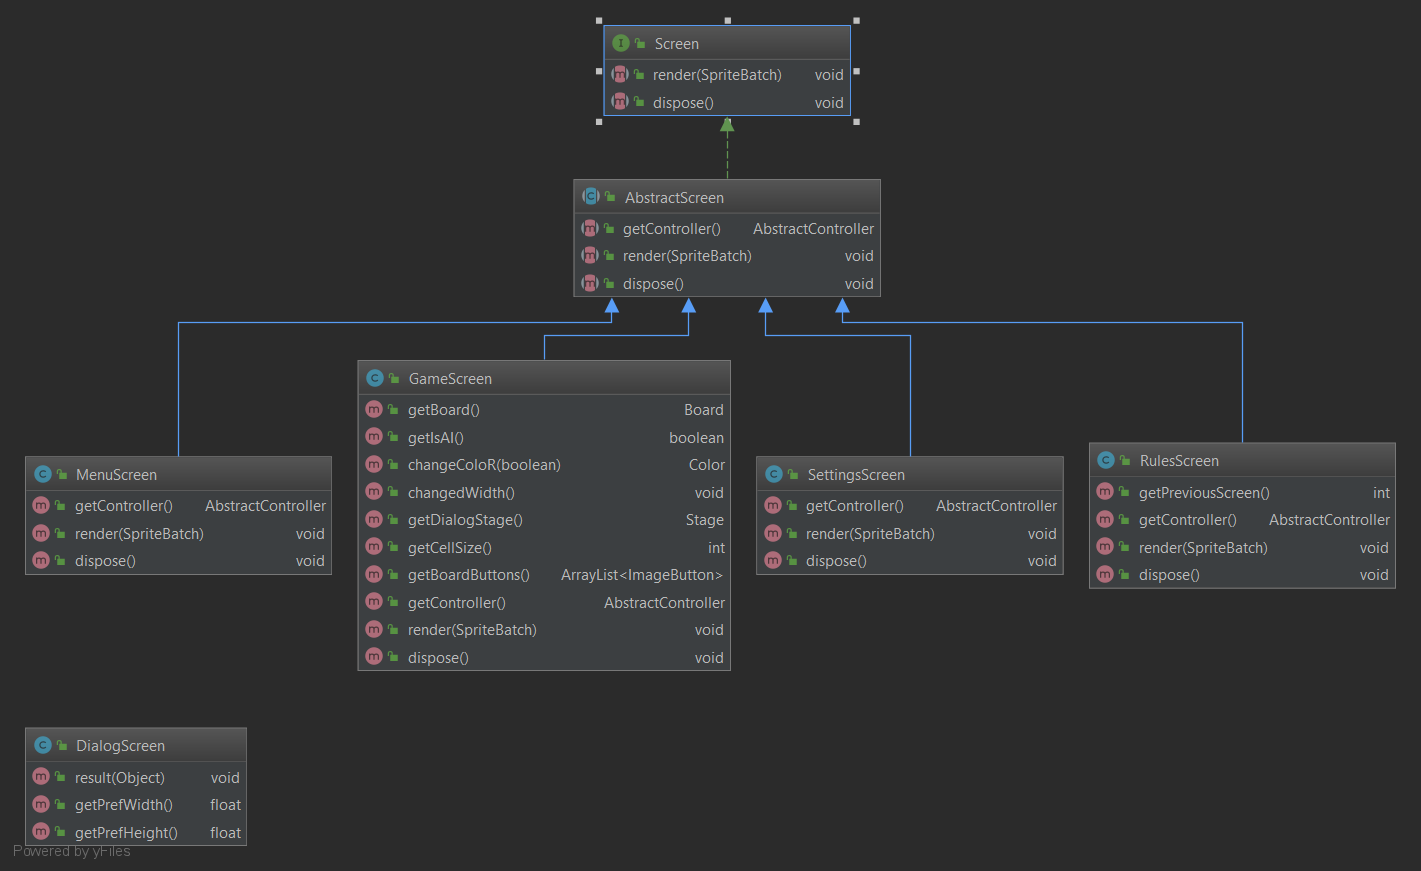 Screen
render(SpriteBatch) void
dispose() void
AbstractScreen
getController() AbstractController
render(SpriteBatch) void
dispose() void
MenuScreen
getController() AbstractController
render(SpriteBatch) void
dispose() void
GameScreen
getBoard() Board
getIsAI() boolean
changeColoR(boolean) Color
changedWidth() void
getDialogStage() Stage
getCellSize() int
getBoardButtons() ArrayList<ImageButton>
getController() AbstractController
render(SpriteBatch) void
dispose() void
SettingsScreen
getController() AbstractController
render(SpriteBatch) void
dispose() void
RulesScreen
getPreviousScreen() int
getController() AbstractController
render(SpriteBatch) void
dispose() void
DialogScreen
result(Object) void
getPrefWidth() float
getPrefHeight() float
Powered by yFiles